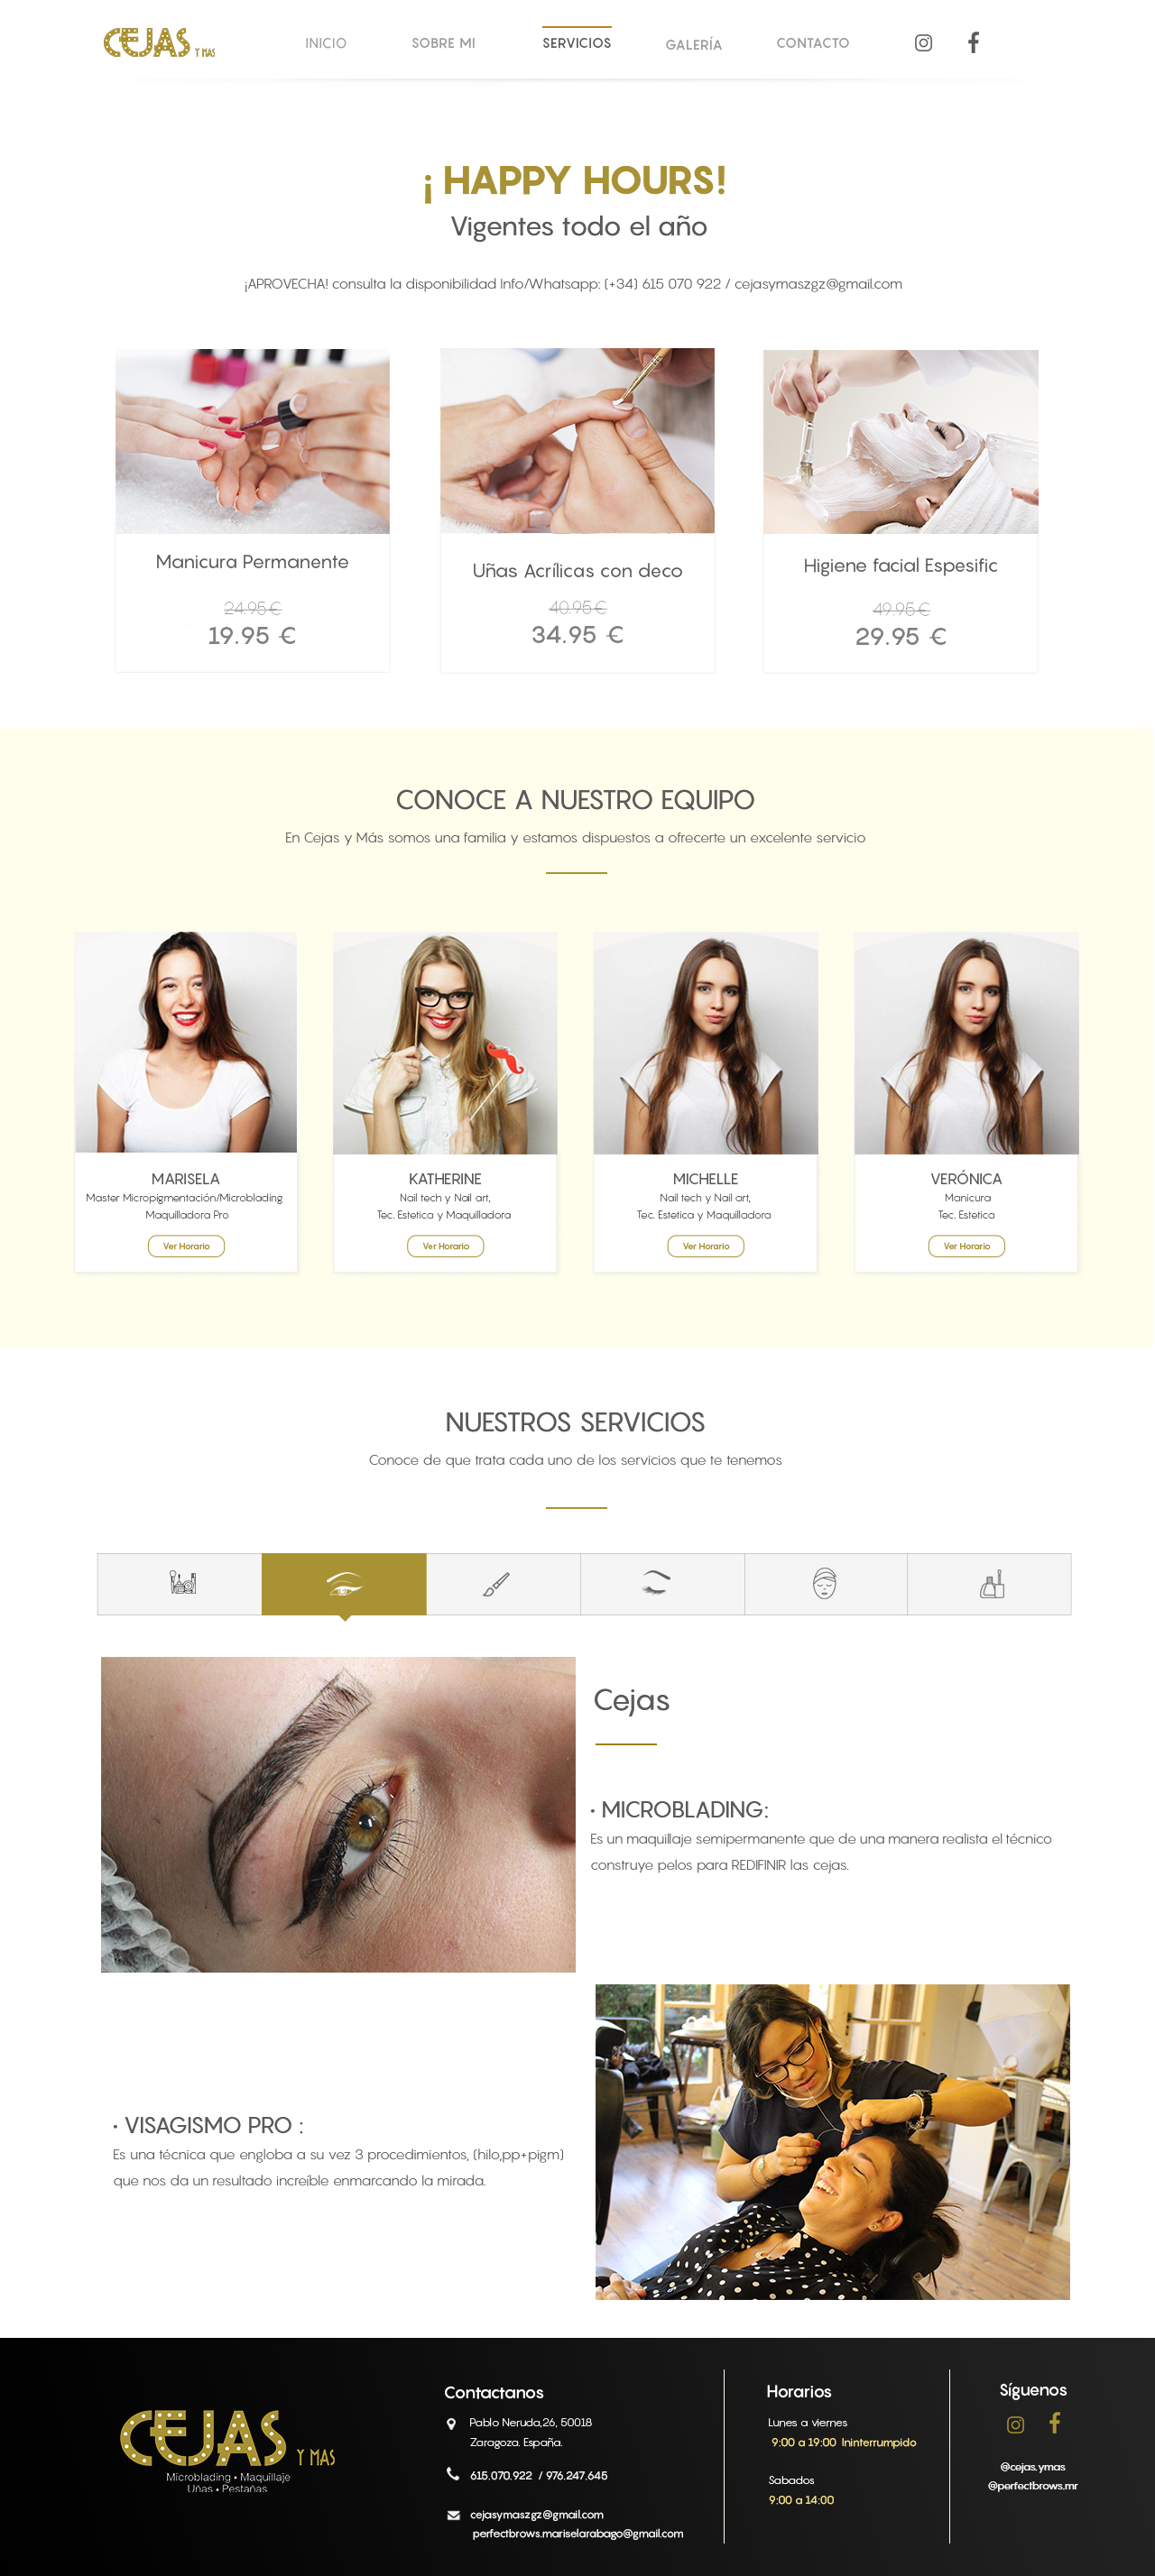 CEJAS Y MAS
INICIO
SOBRE MI
SERVICIOS
GALERÍA
CONTACTO
¡ HAPPY HOURS!
Vigentes todo el año
¡APROVECHA! consulta la disponibilidad Info/Whatsapp: (+34) 615 070 922 / cejasymaszgz@gmail.com
Manicura Permanente
24.95€
19.95 €
Uñas Acrílicas con deco
40.95€
34.95 €
Higiene facial Espesific
49.95€
29.95 €
CONOCE A NUESTRO EQUIPO
En Cejas y Más somos una familia y estamos dispuestos a ofrecerte un excelente servicio
MARISELA
Master Micropigmentación/Microblading
Maquilladora Pro
Ver Horario
KATHERINE
Nail tech y Nail art,
Tec. Estetica y Maquilladora
Ver Horario
MICHELLE
Nail tech y Nail art,
Tec. Estetica y Maquilladora
Ver Horario
VERÓNICA
Manicura
Tec. Estetica
Ver Horario
NUESTROS SERVICIOS
Conoce de que trata cada uno de los servicios que te tenemos
Cejas
• MICROBLADING:
Es un maquillaje semipermanente que de una manera realista el técnico
construye pelos para REDIFINIR las cejas.
• VISAGISMO PRO :
Es una técnica que engloba a su vez 3 procedimientos, (hilo,pp+pigm)
que nos da un resultado increíble enmarcando la mirada.
CEJAS Y MAS
Microblading • Maquillaje
Uñas • Pestañas
Contactanos
Pablo Neruda,26, 50018
Zaragoza. España.
615.070.922 / 976.247.645
cejasymaszgz@gmail.com
perfectbrows.mariselarabago@gmail.com
Horarios
Lunes a viernes
9:00 a 19:00 Ininterrumpido
Sabados
9:00 a 14:00
Síguenos
@cejas.ymas
@perfectbrows.mr